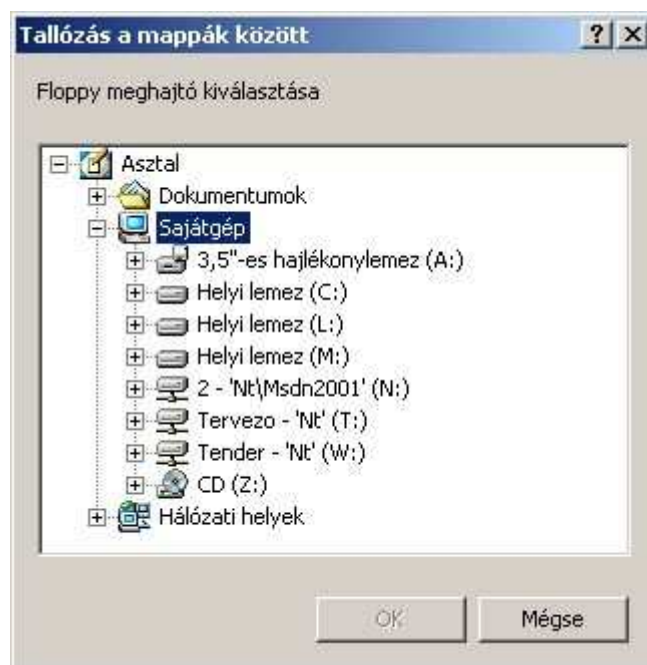 Tallózás a mappák között
Floppy meghajtó kiválasztása
Asztal
Dokumentumok
Sajátgép
3,5"-es hajlékonylemez (A:)
Helyi lemez (C:)
Helyi lemez (L:)
Helyi lemez (M:)
2 - 'Nt\Msdn2001' (N:)
Tervezo - 'Nt' (T:)
Tender - 'Nt' (W:)
CD (Z:)
Hálózati helyek
OK Mégse